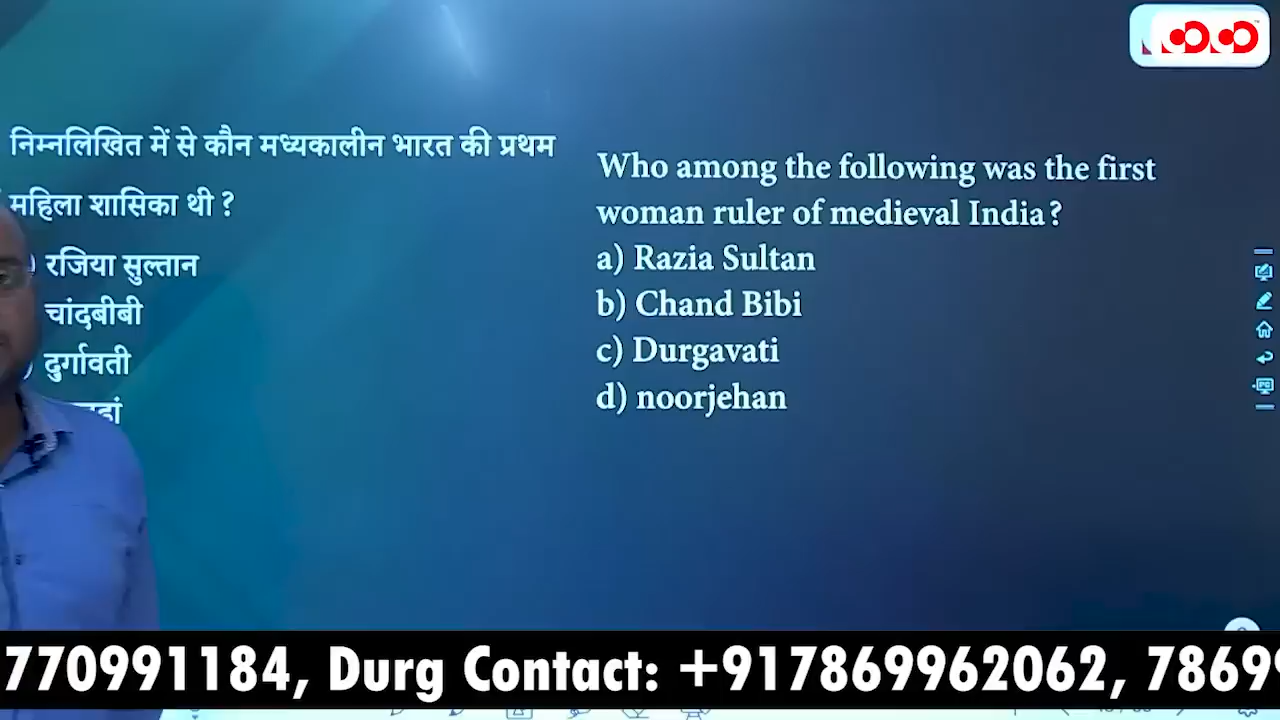 निम्नलिखित में से कौन मध्यकालीन भारत की प्रथम
महिला शासिका थी ?
) रजिया सुल्तान
चांदबीबी
) दुर्गावती
Who among the following was the first
woman ruler of medieval India?
a) Razia Sultan
b) Chand Bibi
c) Durgavati
d) noorjehan
770991184, Durg Contact: +917869962062, 7869